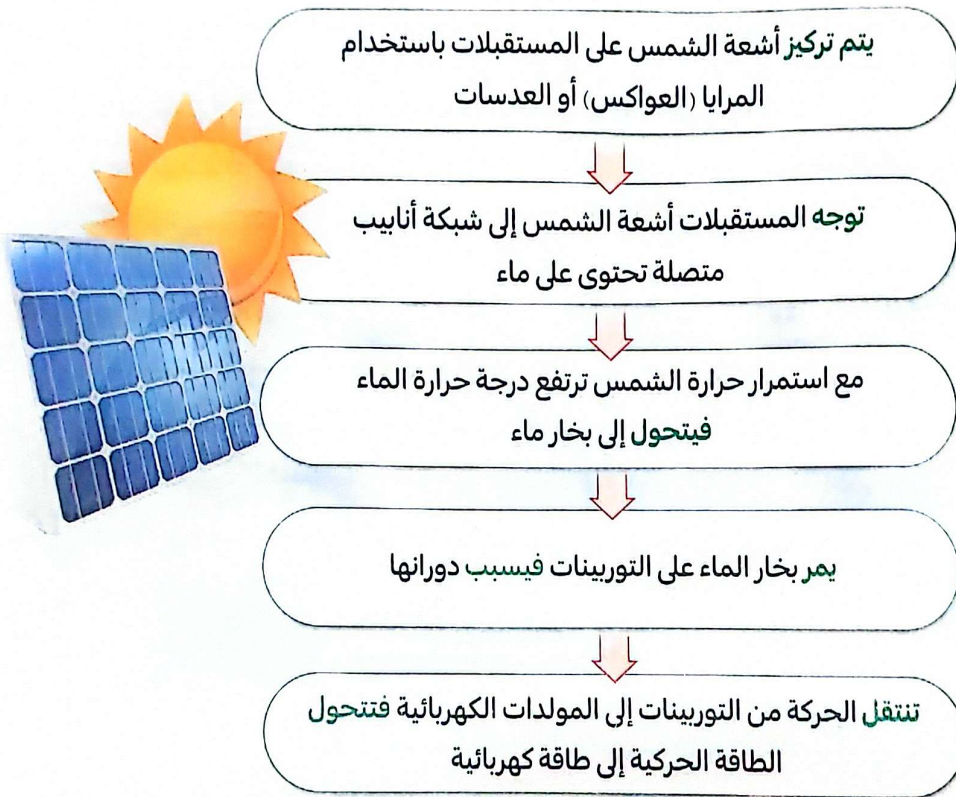 يتم تركيز أشعة الشمس على المستقبلات باستخدام
المرايا (العواكس) أو العدسات
توجه المستقبلات أشعة الشمس إلى شبكة أنابيب
متصلة تحتوى على ماء
مع استمرار حرارة الشمس ترتفع درجة حرارة الماء
فيتحول إلى بخار ماء
يمر بخار الماء على التوربينات فيسبب دورانها
تنتقل الحركة من التوربينات إلى المولدات الكهربائية فتتحول
الطاقة الحركية إلى طاقة كهربائية